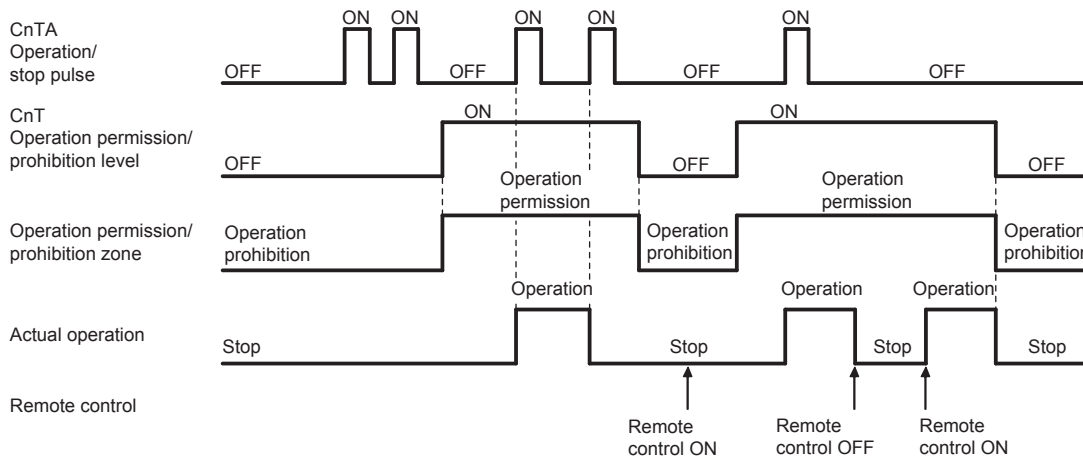 CnTA
Operation/
stop pulse
OFF
ON
ON
OFF
ON
ON
OFF
ON
OFF
CnT
Operation permission/
prohibition level
OFF
ON
OFF
ON
OFF
Operation permission/
prohibition zone
Operation
prohibition
Operation
permission
Operation
prohibition
Operation
permission
Operation
prohibition
Actual operation
Stop
Operation
Stop
Operation
Stop
Operation
Stop
Remote control
Remote
control ON
Remote
control OFF
Remote
control ON